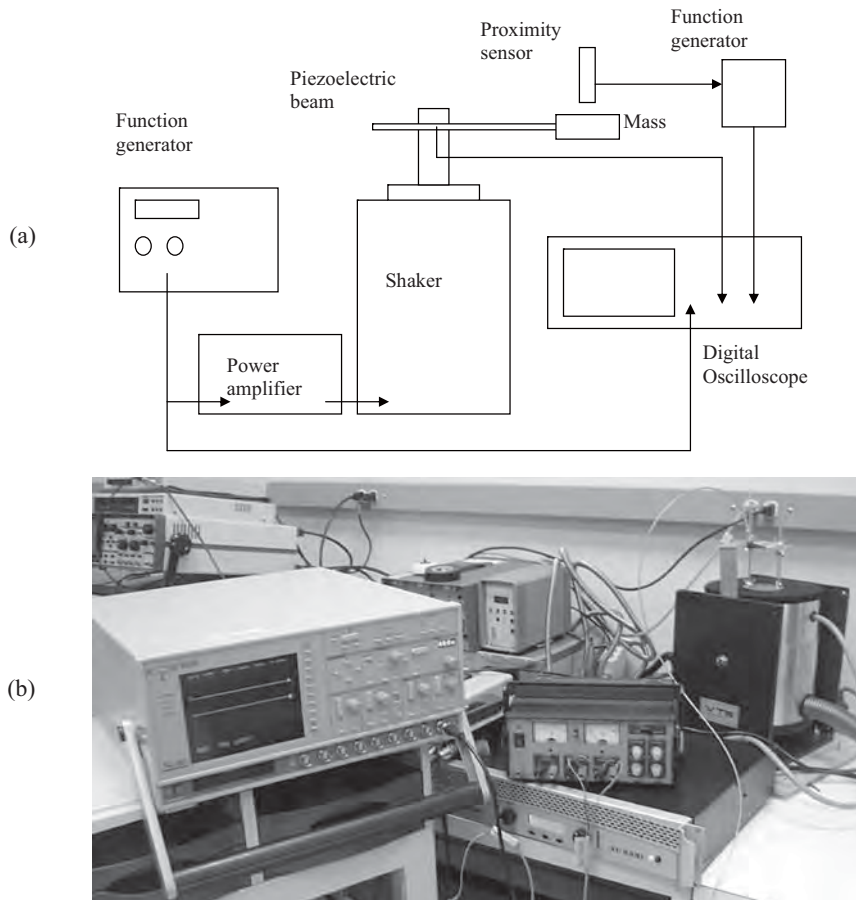 Proximity
sensor
Function
generator
Piezoelectric
beam
Mass
Function
generator
(a)
Shaker
Power
amplifier
Digital
Oscilloscope
(b)
VTS